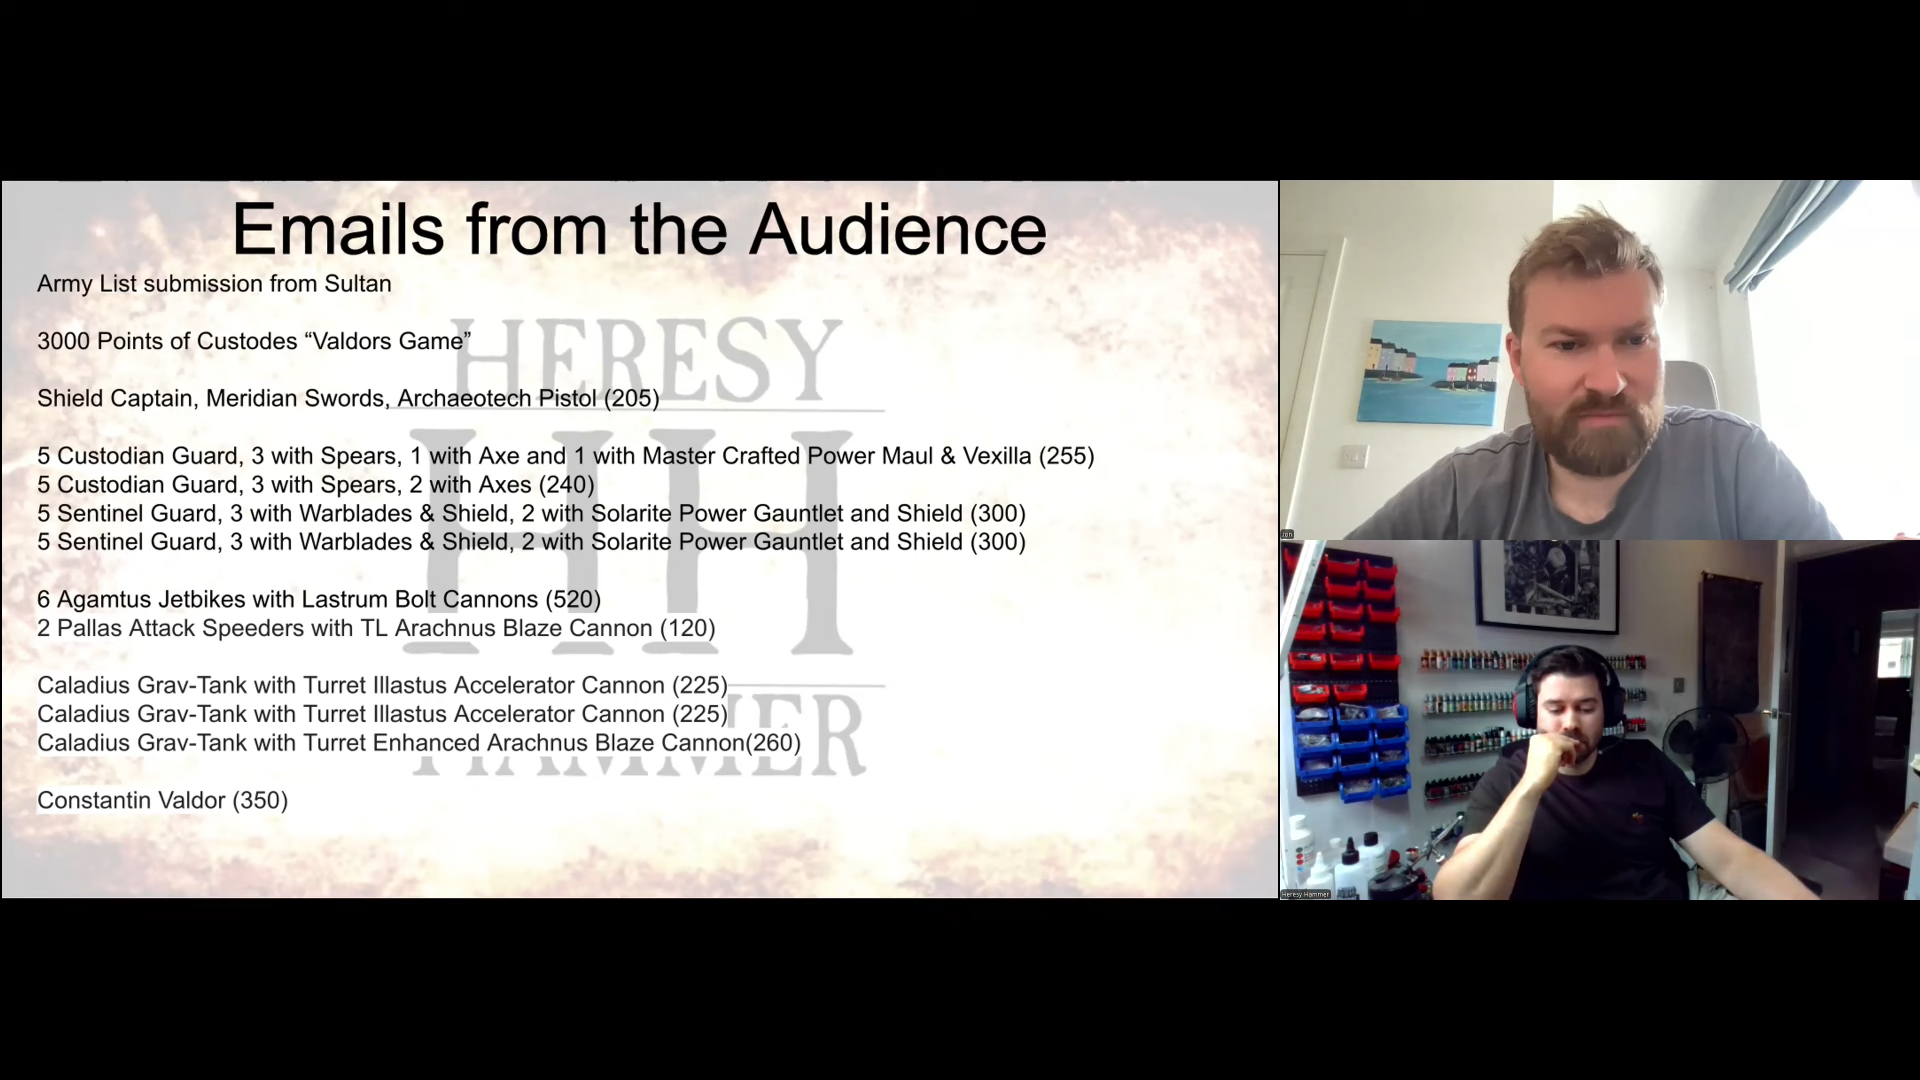 Emails from the Audience
Army List submission from Sultan
3000 Points of Custodes “Valdors Game”
Shield Captain, Meridian Swords, Archaeotech Pistol (205)
5 Custodian Guard, 3 with Spears, 1 with Axe and 1 with Master Crafted Power Maul & Vexilla (255)
5 Custodian Guard, 3 with Spears, 2 with Axes (240)
5 Sentinel Guard, 3 with Warblades & Shield, 2 with Solarite Power Gauntlet and Shield (300)
5 Sentinel Guard, 3 with Warblades & Shield, 2 with Solarite Power Gauntlet and Shield (300)
6 Agamtus Jetbikes with Lastrum Bolt Cannons (520)
2 Pallas Attack Speeders with TL Arachnus Blaze Cannon (120)
Caladius Grav-Tank with Turret Illastus Accelerator Cannon (225)
Caladius Grav-Tank with Turret Illastus Accelerator Cannon (225)
Caladius Grav-Tank with Turret Enhanced Arachnus Blaze Cannon(260)
Constantin Valdor (350)
HERESY
HH
HAMMER
Heresy Hammer